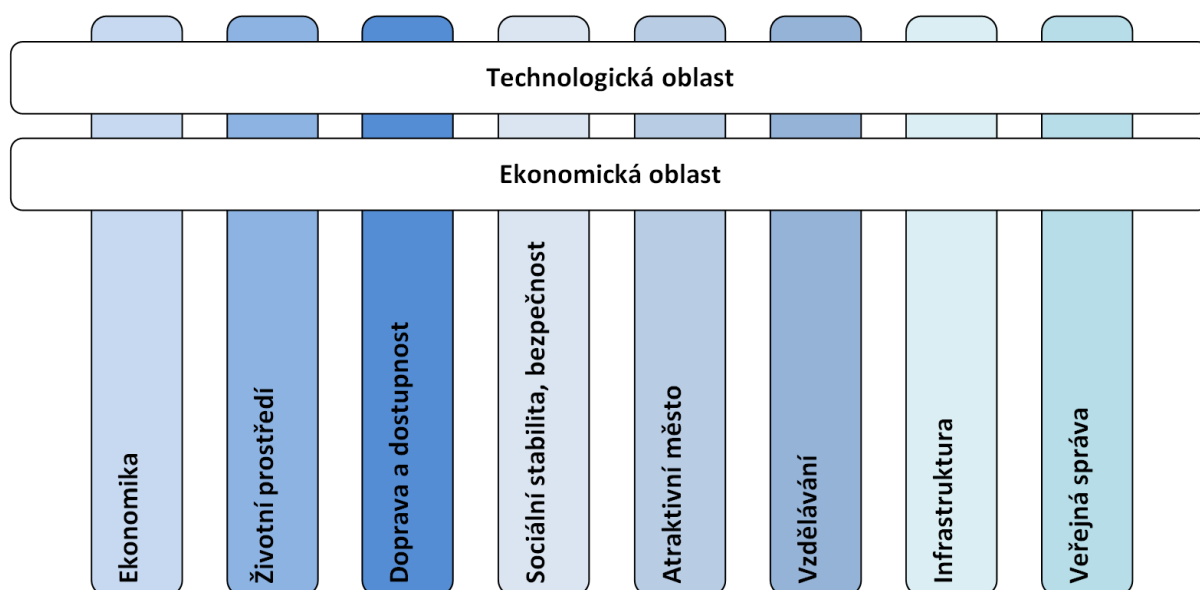 Technologická oblast
Ekonomická oblast
Ekonomika
Životní prostředí
Doprava a dostupnost
Sociální stabilita, bezpečnost
Atraktivní město
Vzdělávání
Infrastruktura
Veřejná správa